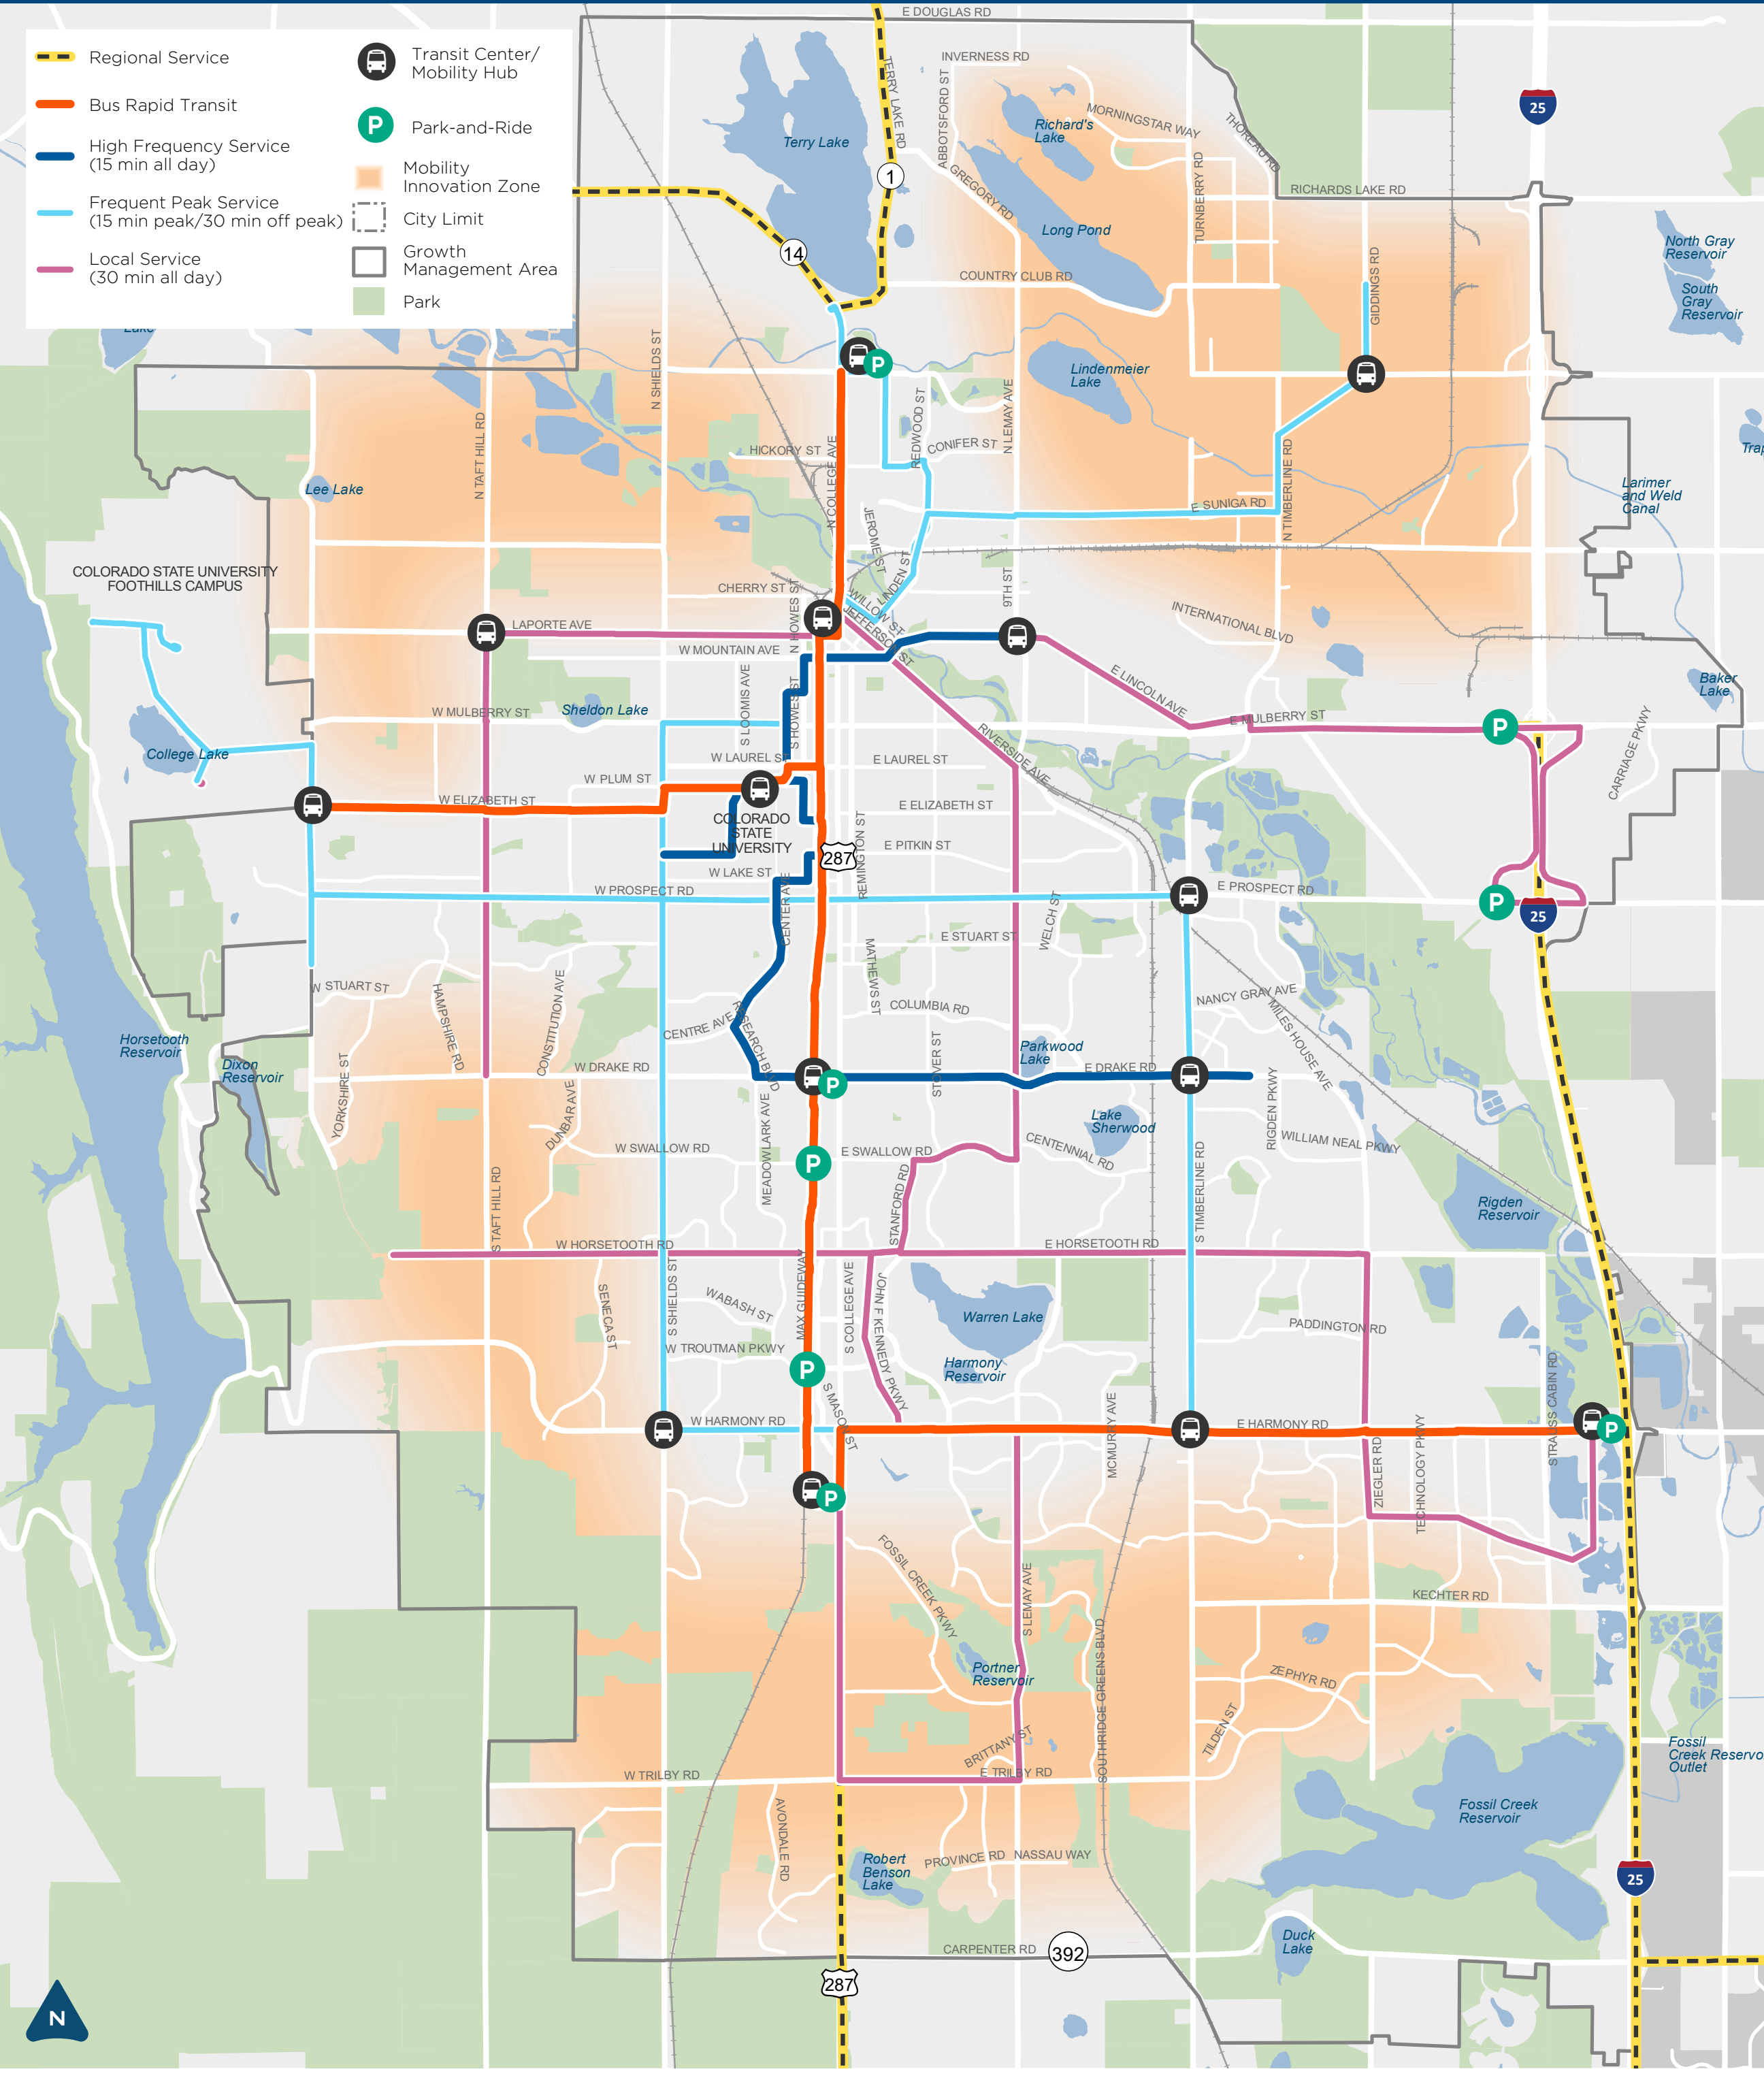 Regional Service
Bus Rapid Transit
High Frequency Service
(15 min all day)
Frequent Peak Service
(15 min peak/30 min off peak)
Local Service
(30 min all day)
Transit Center/
Mobility Hub
P
Park-and-Ride
Mobility
Innovation Zone
City Limit
Growth
Management Area
Park
E DOUGLAS RD
INVERNESS RD
TERRY LAKE RD
ABBOTSFORD ST
MORNINGSTAR WAY
THOREAU RD
25
Terry Lake
Richard's
Lake
1
GREGORY RD
TURNBERRY RD
RICHARDS LAKE RD
14
Long Pond
COUNTRY CLUB RD
GIDDINGS RD
North Gray
Reservoir
South
Gray
Reservoir
Lake
N SHIELDS ST
P
Lindenmeier
Lake
N TAFT HILL RD
HICKORY ST
N COLLEGE AVE
REDWOOD ST
CONIFER ST
N LEMAY AVE
N TIMBERLINE RD
Lee Lake
E SUNIGA RD
Larimer
and Weld
Canal
JEROME ST
LINDEN ST
COLORADO STATE UNIVERSITY
FOOTHILLS CAMPUS
CHERRY ST
N HOWES ST
WILLOW ST
JEFFERSON ST
9TH ST
INTERNATIONAL BLVD
LAPORTE AVE
W MOUNTAIN AVE
S LOOMIS AVE
S HOWES ST
E LINCOLN AVE
Baker
Lake
W MULBERRY ST
Sheldon Lake
E MULBERRY ST
P
CARRIAGE PKWY
College Lake
W LAUREL ST
E LAUREL ST
RIVERSIDE AVE
W PLUM ST
W ELIZABETH ST
E ELIZABETH ST
COLORADO
STATE
UNIVERSITY
287
REMINGTON ST
E PITKIN ST
W LAKE ST
W PROSPECT RD
CENTER AVE
E PROSPECT RD
P
25
WELCH ST
E STUART ST
MATHEWS ST
W STUART ST
HAMPSHIRE RD
CONSTITUTION AVE
COLUMBIA RD
NANCY GRAY AVE
MILES HOUSE AVE
CENTRE AVE
RESEARCH BLVD
Horsetooth
Reservoir
Dixon
Reservoir
YORKSHIRE ST
W DRAKE RD
P
STOVER ST
Parkwood
Lake
E DRAKE RD
DUNBAR AVE
MEADOWLARK AVE
Lake
Sherwood
RIGDEN PKWY
WILLIAM NEAL PKWY
W SWALLOW RD
P
E SWALLOW RD
CENTENNIAL RD
S TAFT HILL RD
STANFORD RD
S TIMBERLINE RD
Rigden
Reservoir
W HORSETOOTH RD
E HORSETOOTH RD
SENECA ST
S SHIELDS ST
WABASH ST
MAX GUIDEWAY
S COLLEGE AVE
JOHN F KENNEDY PKWY
Warren Lake
PADDINGTON RD
W TROUTMAN PKWY
P
Harmony
Reservoir
S MASON ST
MCMURRY AVE
STRAUSS CABIN RD
W HARMONY RD
E HARMONY RD
P
P
ZIEGLER RD
TECHNOLOGY PKWY
FOSSIL CREEK PKWY
S LEMAY AVE
KECHTER RD
SOUTHRIDGE GREENS BLVD
Portner
Reservoir
ZEPHYR RD
TILDEN ST
BRITTANY ST
W TRILBY RD
E TRILBY RD
Fossil
Creek Reservo
Outlet
AVONDALE RD
Fossil Creek
Reservoir
Robert
Benson
Lake
PROVINCE RD
NASSAU WAY
25
CARPENTER RD
392
Duck
Lake
287
N